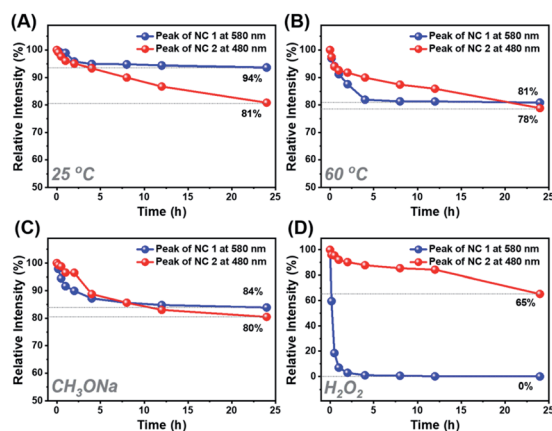 (A)
Peak of NC 1 at 580 nm
Peak of NC 2 at 480 nm
Relative Intensity (%)
100
90
80
70
60
50
94%
81%
25 °C
0 5 10 15 20 25
Time (h)
(B)
Peak of NC 1 at 580 nm
Peak of NC 2 at 480 nm
Relative Intensity (%)
100
90
80
70
60
50
81%
78%
60 °C
0 5 10 15 20 25
Time (h)
(C)
Peak of NC 1 at 580 nm
Peak of NC 2 at 480 nm
Relative Intensity (%)
100
90
80
70
60
50
84%
80%
CH₃ONa
0 5 10 15 20 25
Time (h)
(D)
Peak of NC 1 at 580 nm
Peak of NC 2 at 480 nm
Relative Intensity (%)
100
80
60
40
20
0
65%
0%
H₂O₂
0 5 10 15 20 25
Time (h)